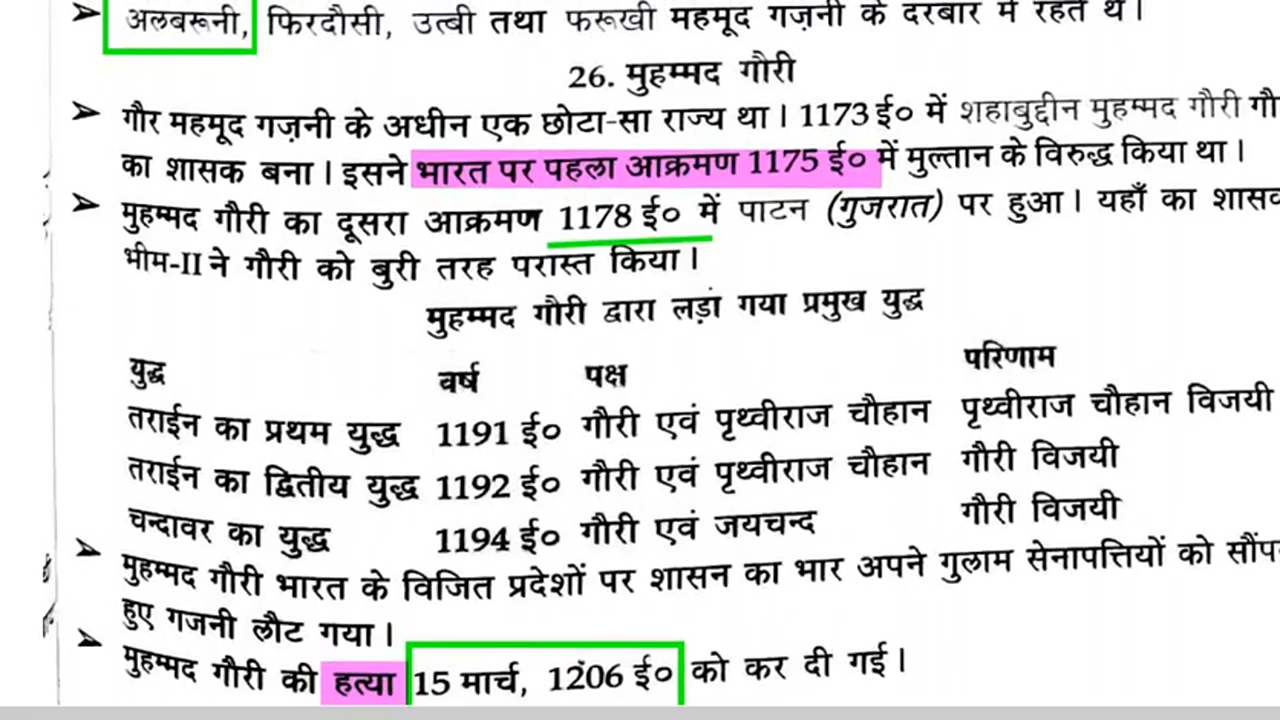 ➤ अलबरूनी, फिरदौसी, उत्बी तथा फरूखी महमूद गज़नी के दरबार में रहते थे।
26. मुहम्मद गौरी
➤ गौर महमूद गज़नी के अधीन एक छोटा-सा राज्य था। 1173 ई० में शहाबुद्दीन मुहम्मद गौरी
का शासक बना। इसने भारत पर पहला आक्रमण 1175 ई० में मुल्तान के विरुद्ध किया था।
➤ मुहम्मद गौरी का दूसरा आक्रमण 1178 ई० में पाटन (गुजरात) पर हुआ। यहाँ का
भीम-II ने गौरी को बुरी तरह परास्त किया।
मुहम्मद गौरी द्वारा लड़ां गया प्रमुख युद्ध
युद्ध वर्ष पक्ष परिणाम
तराईन का प्रथम युद्ध 1191 ई० गौरी एवं पृथ्वीराज चौहान पृथ्वीराज चौहान विजयी
तराईन का द्वितीय युद्ध 1192 ई० गौरी एवं पृथ्वीराज चौहान गौरी विजयी
चन्दावर का युद्ध 1194 ई० गौरी एवं जयचन्द गौरी विजयी
➤ मुहम्मद गौरी भारत के विजित प्रदेशों पर शासन का भार अपने गुलाम सेनापत्तियों को
हुए गजनी लौट गया।
➤ मुहम्मद गौरी की हत्या 15 मार्च, 1206 ई० को कर दी गई।